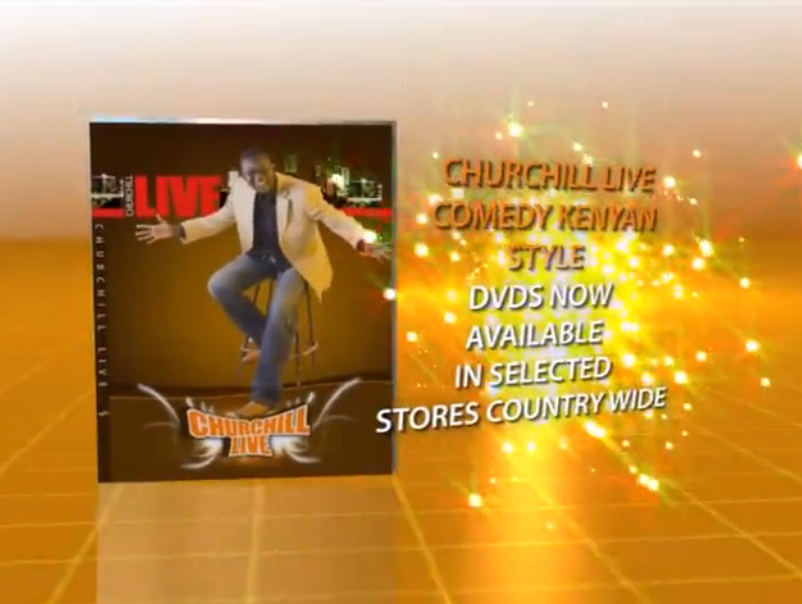 CHURCHILL
LIVE
CHURCHILL LIVE
CHURCHILL
LIVE
CHURCHILL LIVE
COMEDY KENYAN
STYLE
DVDS NOW
AVAILABLE
IN SELECTED
STORES COUNTRY WIDE